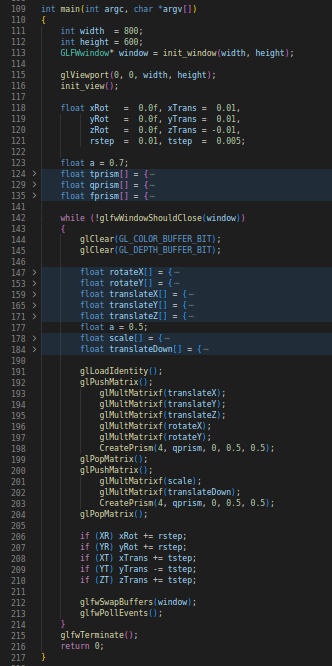 109 int main(int argc, char *argv[])
110 {
111     int width  = 800;
112     int height = 600;
113     GLFWwindow* window = init_window(width, height);
114
115     glViewport(0, 0, width, height);
116     init_view();
117
118     float xRot   =  0.0f, xTrans =  0.01,
119           yRot   =  0.0f, yTrans =  0.01,
120           zRot   =  0.0f, zTrans = -0.01,
121           rstep  =  0.01, tstep  =  0.005;
122
123     float a = 0.7;
124 >   float tprism[] = {⋯
129 >   float qprism[] = {⋯
135 >   float fprism[] = {⋯
141
142     while (!glfwWindowShouldClose(window))
143     {
144         glClear(GL_COLOR_BUFFER_BIT);
145         glClear(GL_DEPTH_BUFFER_BIT);
146
147 >       float rotateX[] = {⋯
153 >       float rotateY[] = {⋯
159 >       float translateX[] = {⋯
165 >       float translateY[] = {⋯
171 >       float translateZ[] = {⋯
177         float a = 0.5;
178 >       float scale[] = {⋯
184 >       float translateDown[] = {⋯
190
191         glLoadIdentity();
192         glPushMatrix();
193             glMultMatrixf(translateX);
194             glMultMatrixf(translateY);
195             glMultMatrixf(translateZ);
196             glMultMatrixf(rotateX);
197             glMultMatrixf(rotateY);
198             CreatePrism(4, qprism, 0, 0.5, 0.5);
199         glPopMatrix();
200         glPushMatrix();
201             glMultMatrixf(scale);
202             glMultMatrixf(translateDown);
203             CreatePrism(4, qprism, 0, 0.5, 0.5);
204         glPopMatrix();
205
206         if (XR) xRot += rstep;
207         if (YR) yRot += rstep;
208         if (XT) xTrans += tstep;
209         if (YT) yTrans -= tstep;
210         if (ZT) zTrans += tstep;
211
212         glfwSwapBuffers(window);
213         glfwPollEvents();
214     }
215     glfwTerminate();
216     return 0;
217 }